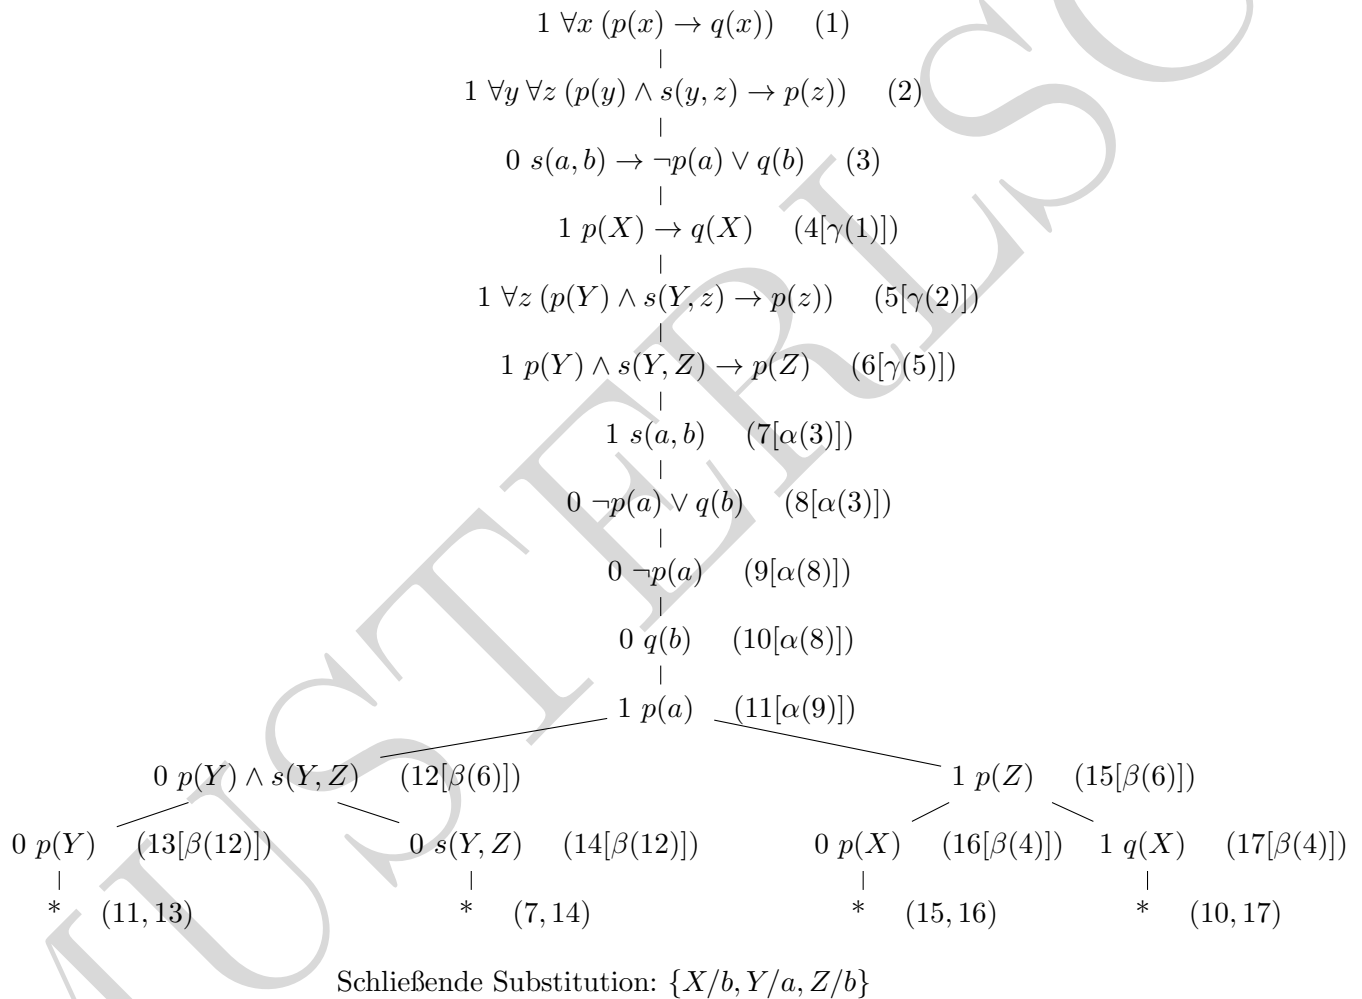 1 ∀x (p(x) → q(x)) (1)
1 ∀y ∀z (p(y) ∧ s(y, z) → p(z)) (2)
0 s(a, b) → ¬p(a) ∨ q(b) (3)
1 p(X) → q(X) (4[γ(1)])
1 ∀z (p(Y) ∧ s(Y, z) → p(z)) (5[γ(2)])
1 p(Y) ∧ s(Y, Z) → p(Z) (6[γ(5)])
1 s(a, b) (7[α(3)])
0 ¬p(a) ∨ q(b) (8[α(3)])
0 ¬p(a) (9[α(8)])
0 q(b) (10[α(8)])
1 p(a) (11[α(9)])
0 p(Y) ∧ s(Y, Z) (12[β(6)]) 1 p(Z) (15[β(6)])
0 p(Y) (13[β(12)]) 0 s(Y, Z) (14[β(12)]) 0 p(X) (16[β(4)]) 1 q(X) (17[β(4)])
* (11, 13) * (7, 14) * (15, 16) * (10, 17)
Schließende Substitution: {X/b, Y/a, Z/b}
MUSTERLSO